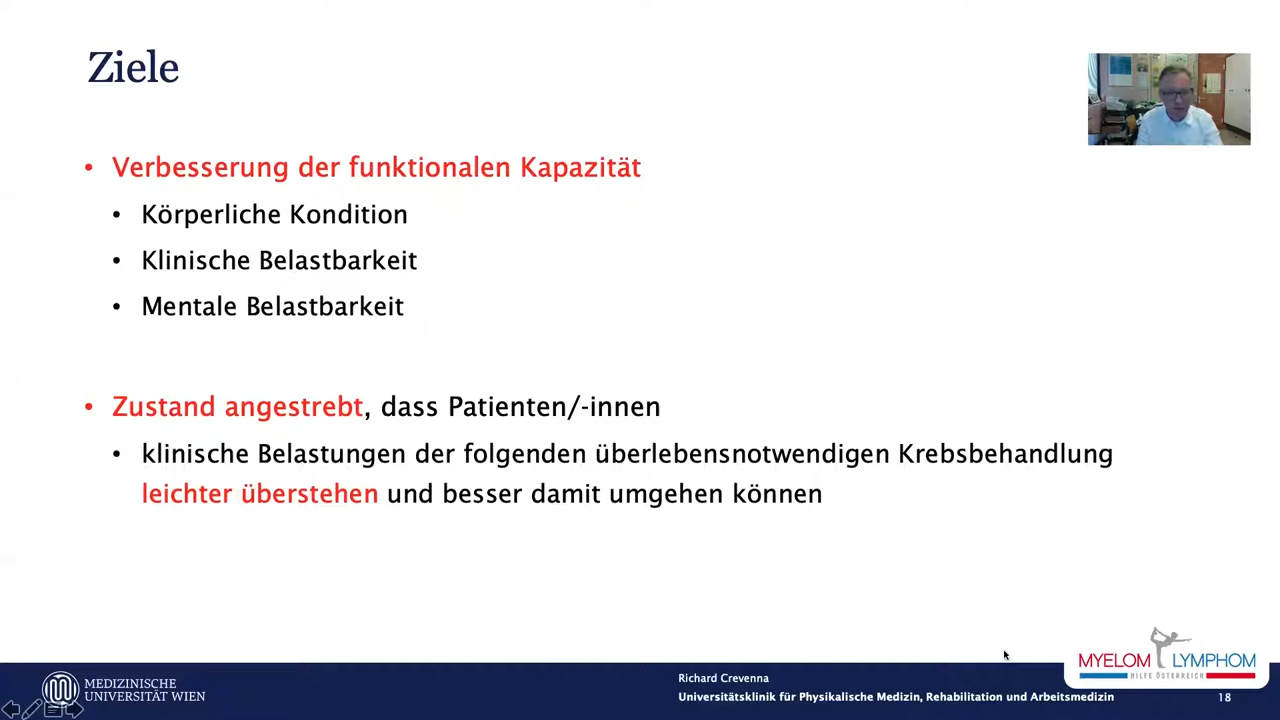 Ziele
• Verbesserung der funktionalen Kapazität
• Körperliche Kondition
• Klinische Belastbarkeit
• Mentale Belastbarkeit
• Zustand angestrebt, dass Patienten/-innen
• klinische Belastungen der folgenden überlebensnotwendigen Krebsbehandlung
leichter überstehen und besser damit umgehen können
MEDIZINISCHE
UNIVERSITÄT WIEN
Richard Crevenna
Universitätsklinik für Physikalische Medizin, Rehabilitation und Arbeitsmedizin
MYELOM LYMPHOM
HILFE ÖSTERREICH
18